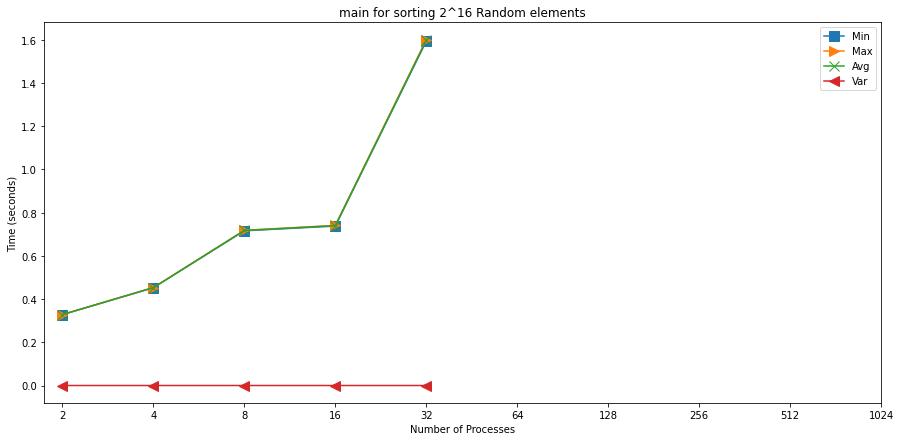 main for sorting 2^16 Random elements
Min
Max
Avg
Var
Time (seconds)
1.6
1.4
1.2
1.0
0.8
0.6
0.4
0.2
0.0
2 4 8 16 32 64 128 256 512 1024
Number of Processes